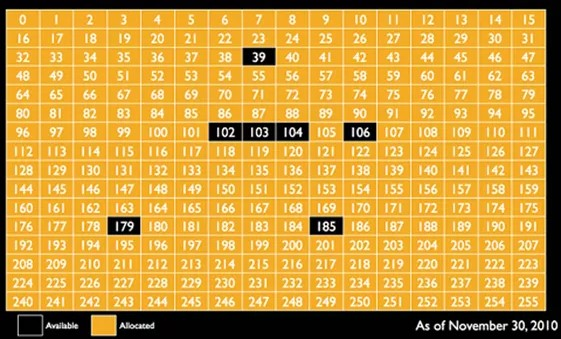 0 1 2 3 4 5 6 7 8 9 10 11 12 13 14 15
16 17 18 19 20 21 22 23 24 25 26 27 28 29 30 31
32 33 34 35 36 37 38 39 40 41 42 43 44 45 46 47
48 49 50 51 52 53 54 55 56 57 58 59 60 61 62 63
64 65 66 67 68 69 70 71 72 73 74 75 76 77 78 79
80 81 82 83 84 85 86 87 88 89 90 91 92 93 94 95
96 97 98 99 100 101 102 103 104 105 106 107 108 109 110 111
112 113 114 115 116 117 118 119 120 121 122 123 124 125 126 127
128 129 130 131 132 133 134 135 136 137 138 139 140 141 142 143
144 145 146 147 148 149 150 151 152 153 154 155 156 157 158 159
160 161 162 163 164 165 166 167 168 169 170 171 172 173 174 175
176 177 178 179 180 181 182 183 184 185 186 187 188 189 190 191
192 193 194 195 196 197 198 199 200 201 202 203 204 205 206 207
208 209 210 211 212 213 214 215 216 217 218 219 220 221 222 223
224 225 226 227 228 229 230 231 232 233 234 235 236 237 238 239
240 241 242 243 244 245 246 247 248 249 250 251 252 253 254 255
Available Allocated As of November 30, 2010